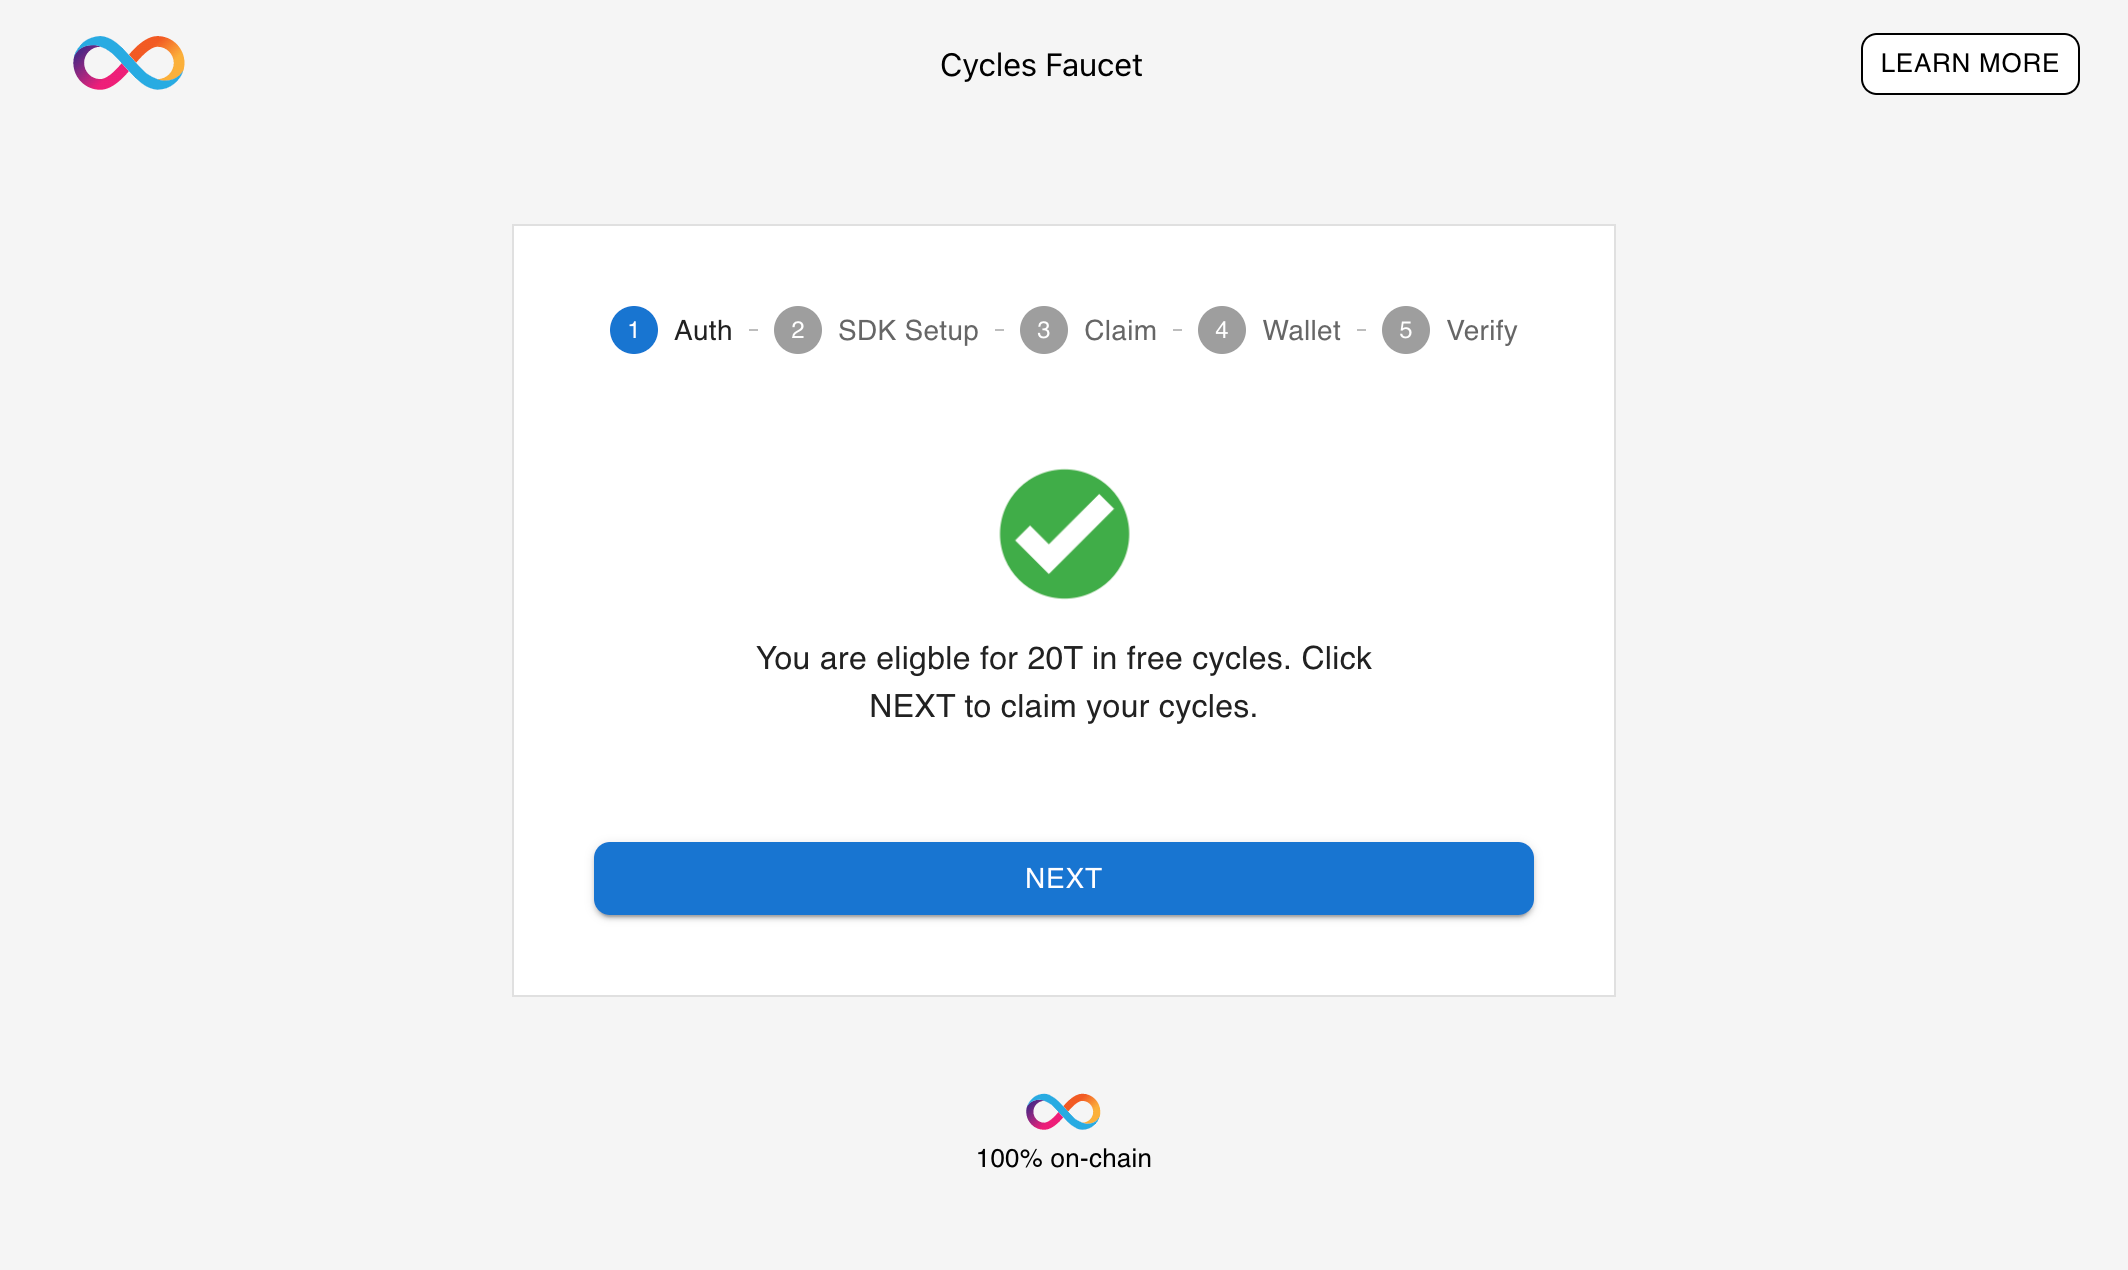 Cycles Faucet
LEARN MORE
1 Auth - 2 SDK Setup - 3 Claim - 4 Wallet - 5 Verify
You are eligble for 20T in free cycles. Click
NEXT to claim your cycles.
NEXT
100% on-chain